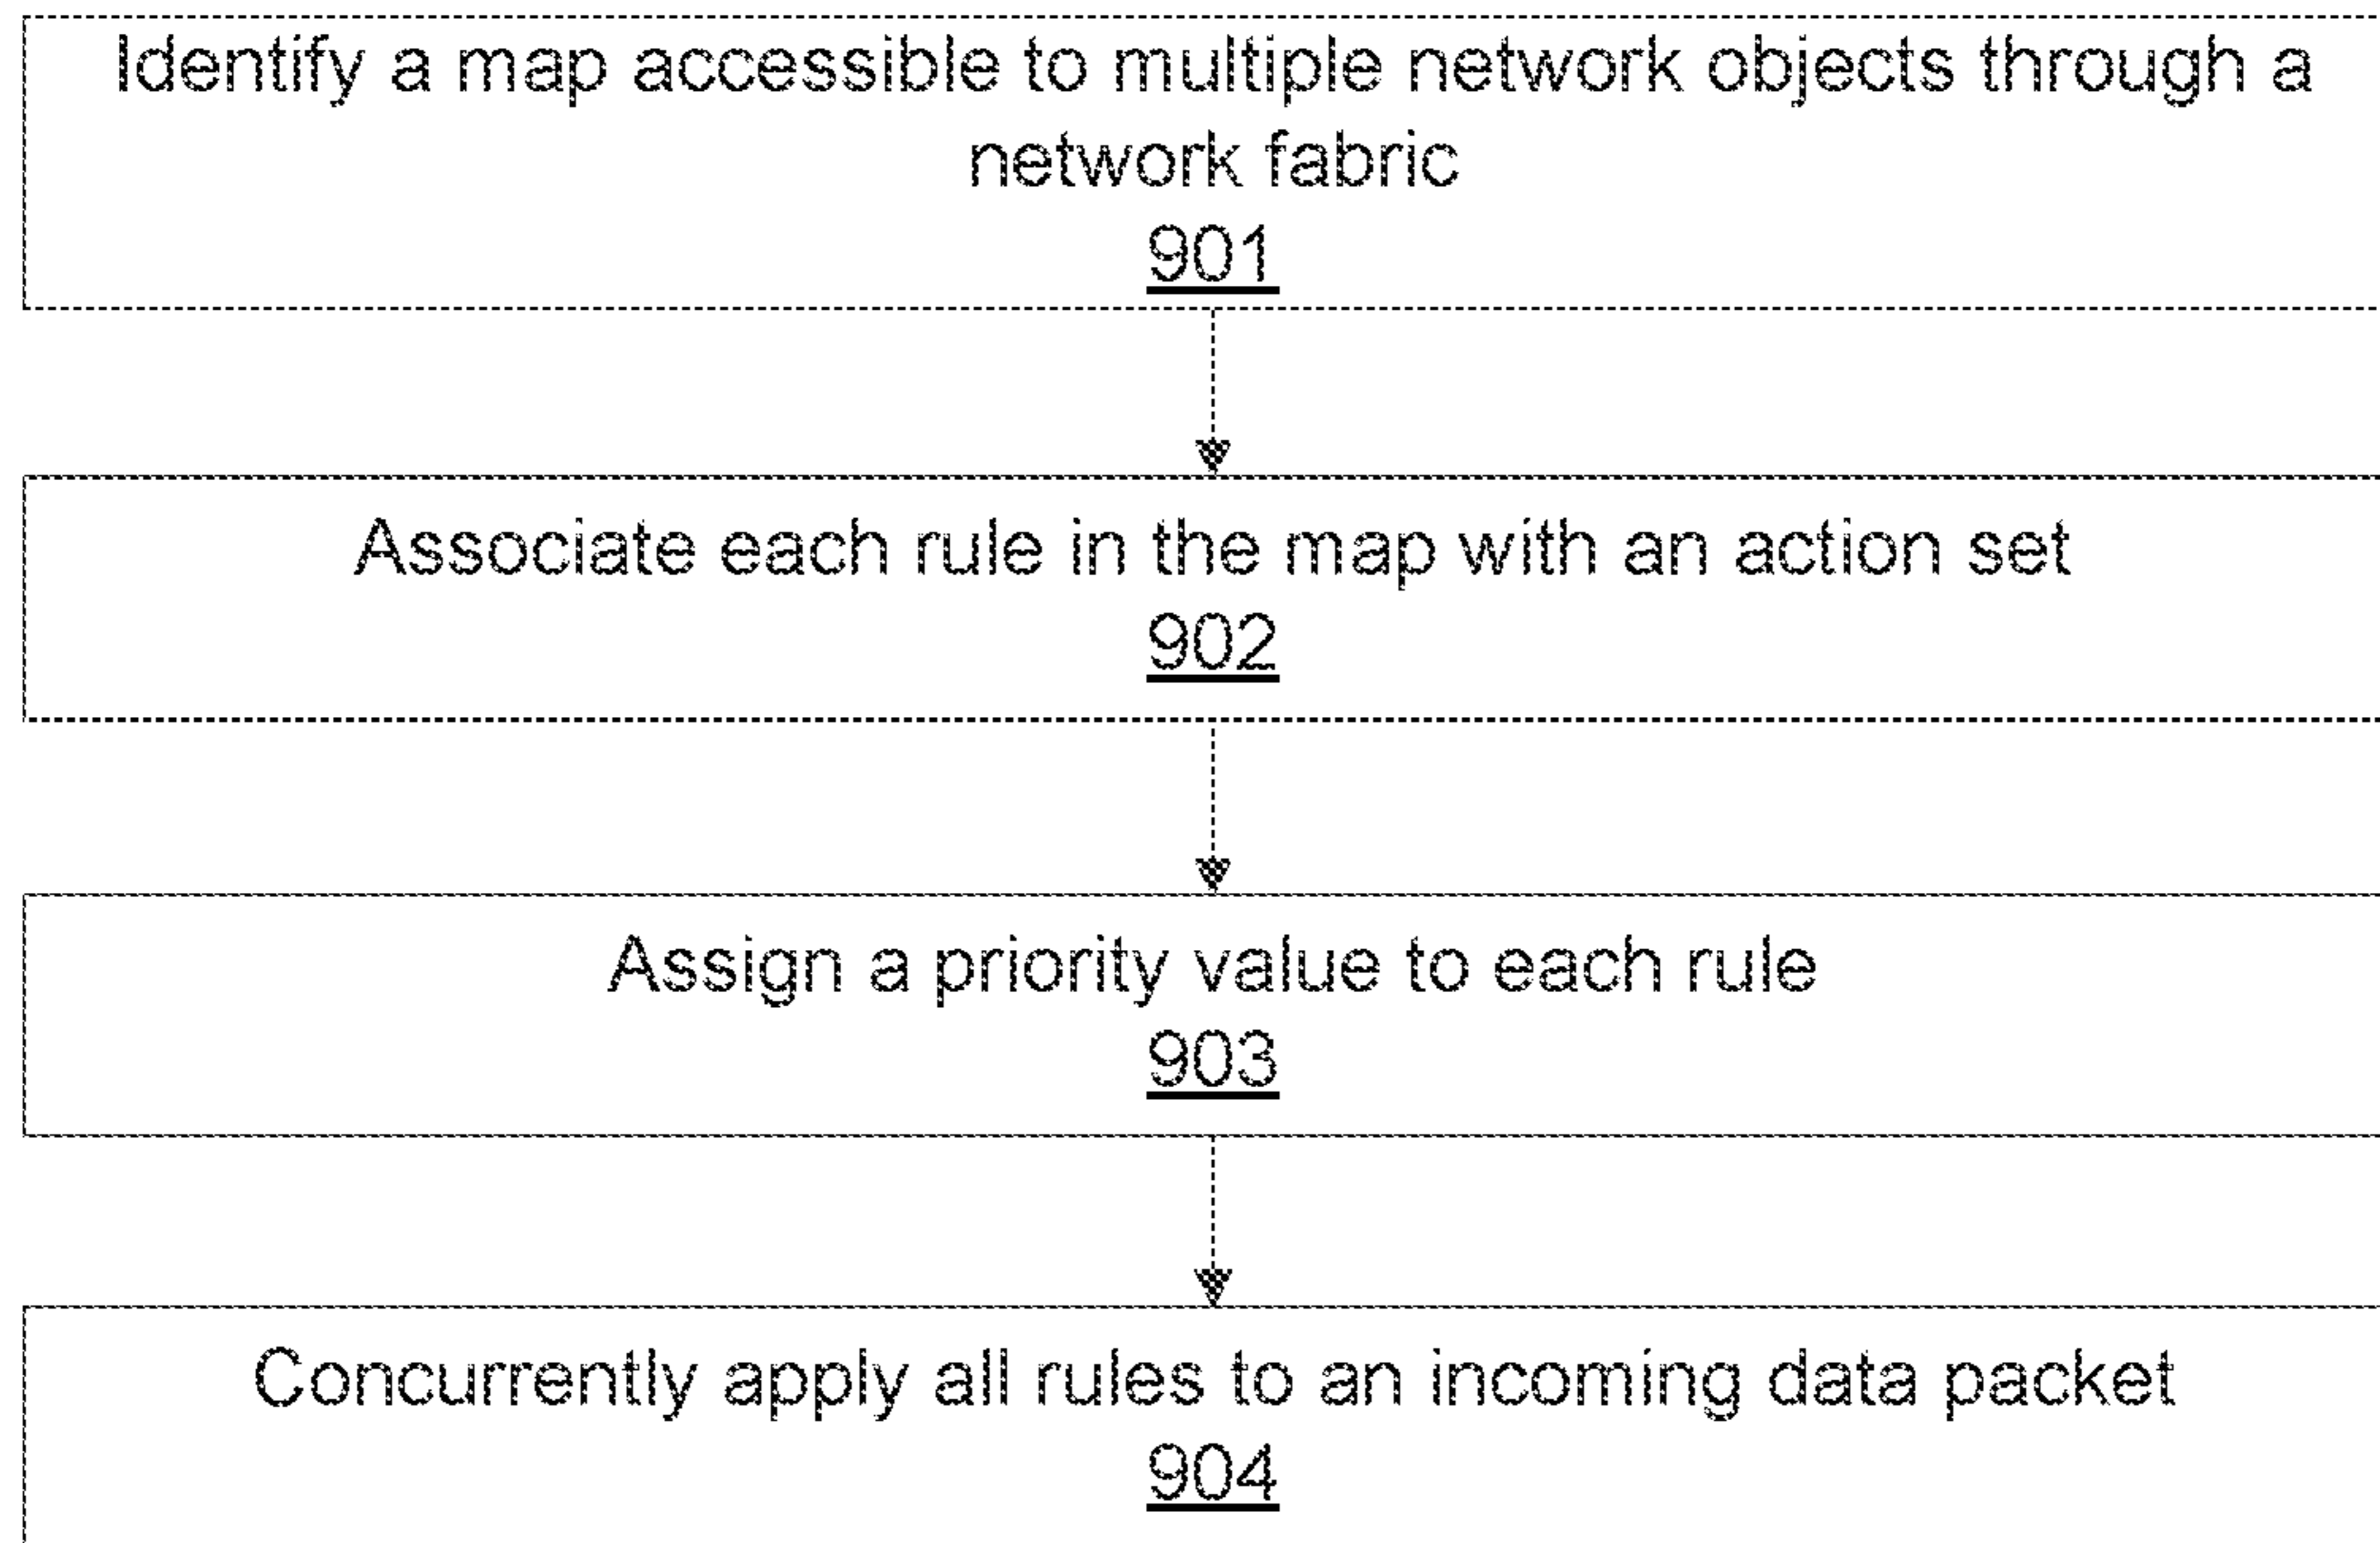 Identify a map accessible to multiple network objects through a
network fabric
901
Associate each rule in the map with an action set
902
Assign a priority value to each rule
903
Concurrently apply all rules to an incoming data packet
904